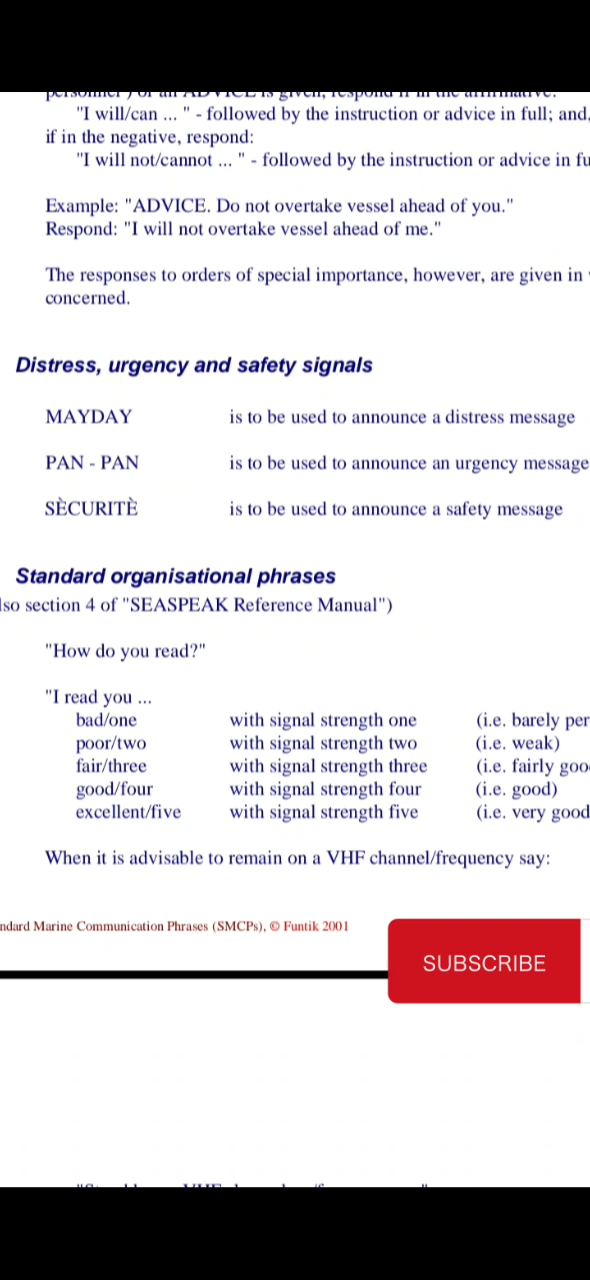 "I will/can ... " - followed by the instruction or advice in full; and,
if in the negative, respond:
"I will not/cannot ... " - followed by the instruction or advice in fu
Example: "ADVICE. Do not overtake vessel ahead of you."
Respond: "I will not overtake vessel ahead of me."
The responses to orders of special importance, however, are given in
concerned.
Distress, urgency and safety signals
MAYDAY is to be used to announce a distress message
PAN - PAN is to be used to announce an urgency message
SÈCURITÈ is to be used to announce a safety message
Standard organisational phrases
lso section 4 of "SEASPEAK Reference Manual")
"How do you read?"
"I read you ...
bad/one with signal strength one (i.e. barely per
poor/two with signal strength two (i.e. weak)
fair/three with signal strength three (i.e. fairly goo
good/four with signal strength four (i.e. good)
excellent/five with signal strength five (i.e. very good
When it is advisable to remain on a VHF channel/frequency say:
ndard Marine Communication Phrases (SMCPs), © Funtik 2001
SUBSCRIBE